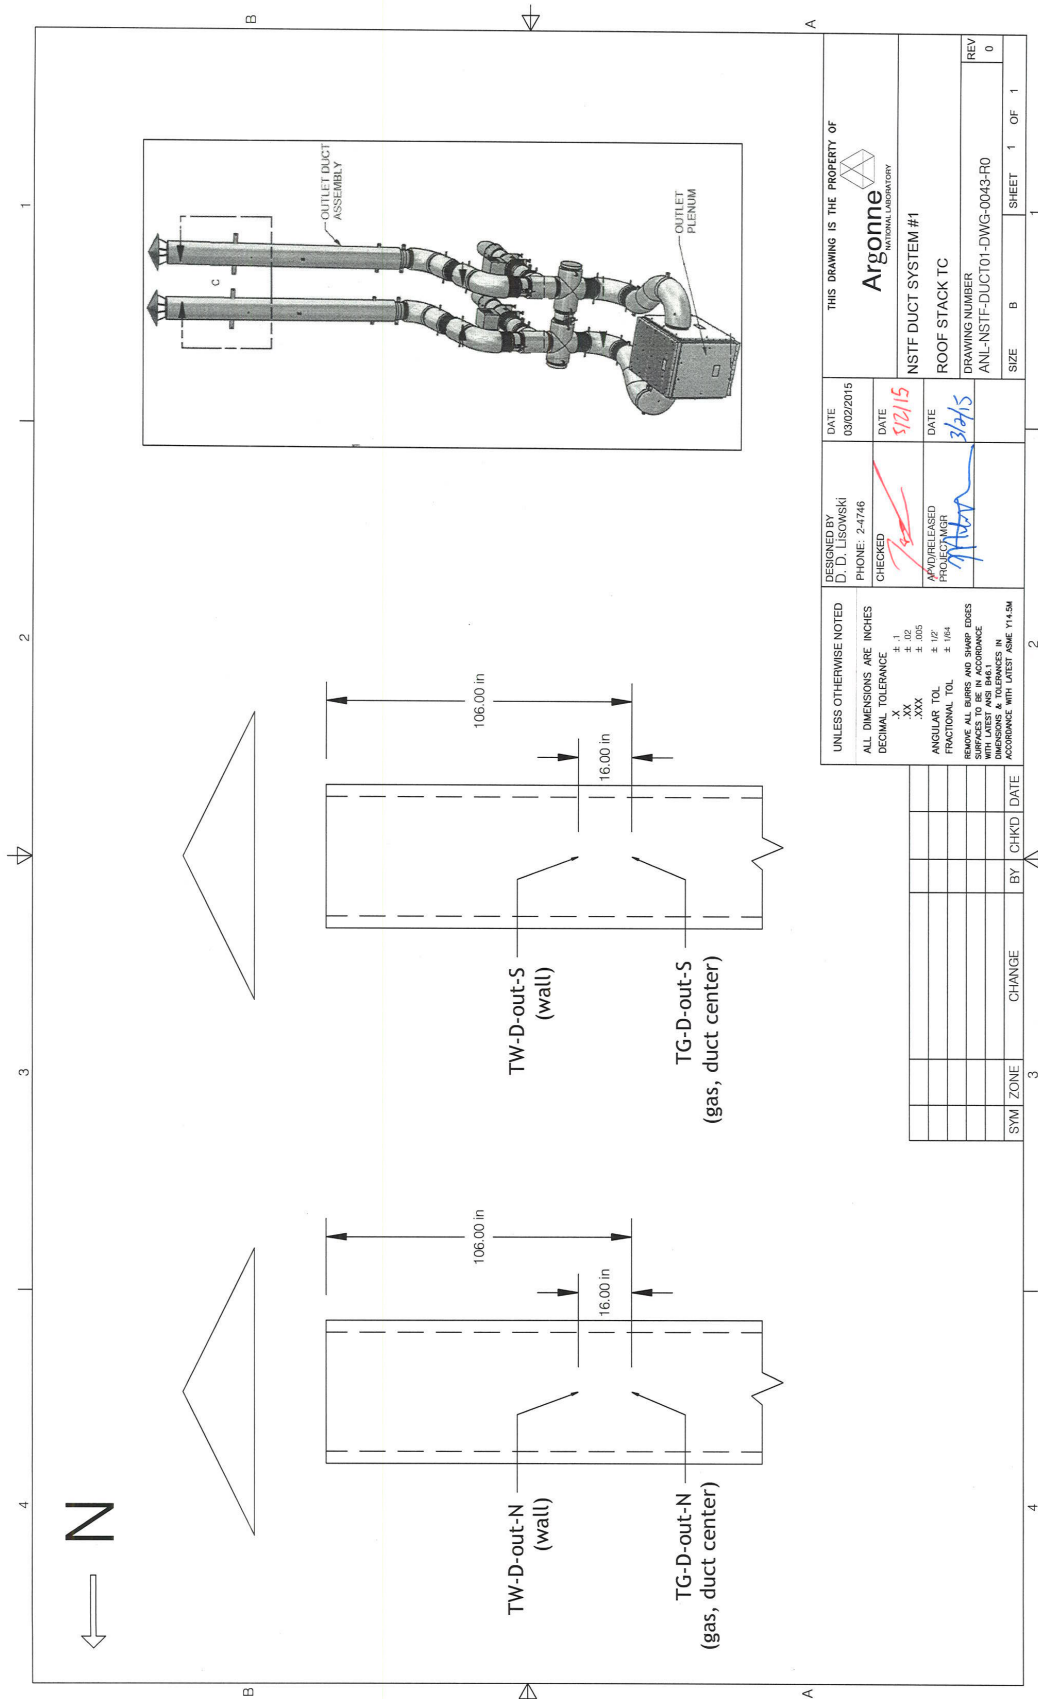 4
3
2
1
B
A
N
TW-D-out-N
(wall)
TG-D-out-N
(gas, duct center)
106.00 in
16.00 in
TW-D-out-S
(wall)
TG-D-out-S
(gas, duct center)
106.00 in
16.00 in
OUTLET DUCT
ASSEMBLY
C
OUTLET
PLENUM
B
A
SYM ZONE CHANGE BY CHK'D DATE
UNLESS OTHERWISE NOTED
ALL DIMENSIONS ARE INCHES
DECIMAL TOLERANCE
.X ± .1
.XX ± .02
.XXX ± .005
ANGULAR TOL ± 1/2°
FRACTIONAL TOL ± 1/64
REMOVE ALL BURRS AND SHARP EDGES
SURFACES TO BE IN ACCORDANCE
WITH LATEST ANSI B46.1
DIMENSIONS & TOLERANCES IN
ACCORDANCE WITH LATEST ASME Y14.5M
DESIGNED BY
D. D. Lisowski
PHONE: 2-4746
DATE
03/02/2015
CHECKED
DATE
3/2/15
APVD/RELEASED
PROJECT MGR
DATE
3/2/15
THIS DRAWING IS THE PROPERTY OF
Argonne
NATIONAL LABORATORY
NSTF DUCT SYSTEM #1
ROOF STACK TC
DRAWING NUMBER
ANL-NSTF-DUCT01-DWG-0043-R0
REV
0
SIZE B SHEET 1 OF 1
4
3
2
1